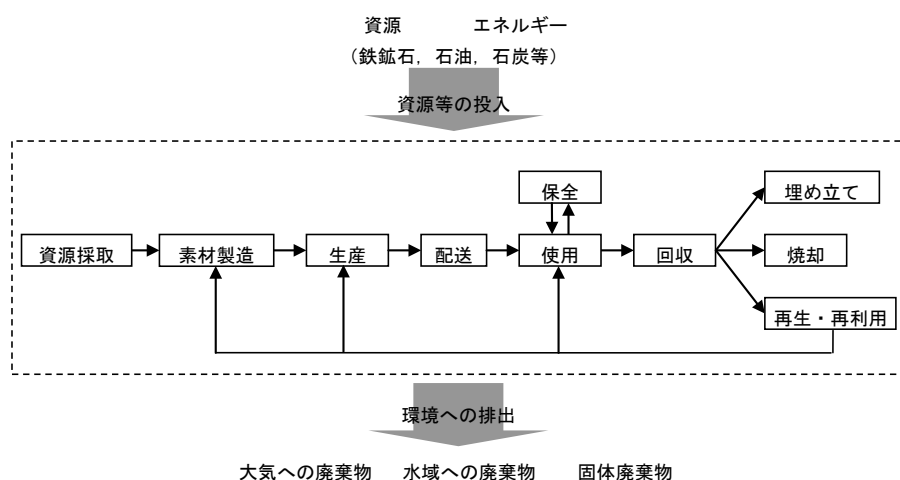 資源　　エネルギー
（鉄鉱石，石油，石炭等）
資源等の投入
保全
埋め立て
資源採取
素材製造
生産
配送
使用
回収
焼却
再生・再利用
環境への排出
大気への廃棄物　水域への廃棄物　固体廃棄物